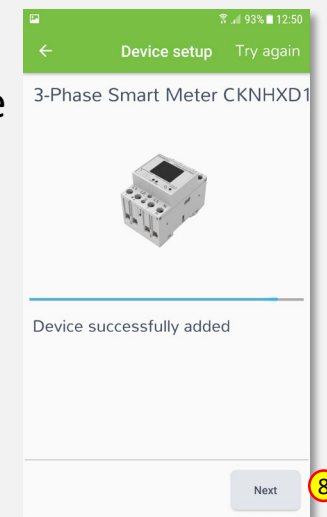 93% 12:50
Device setup Try again
e
3-Phase Smart Meter CKNHXD1
Device successfully added
Next
8